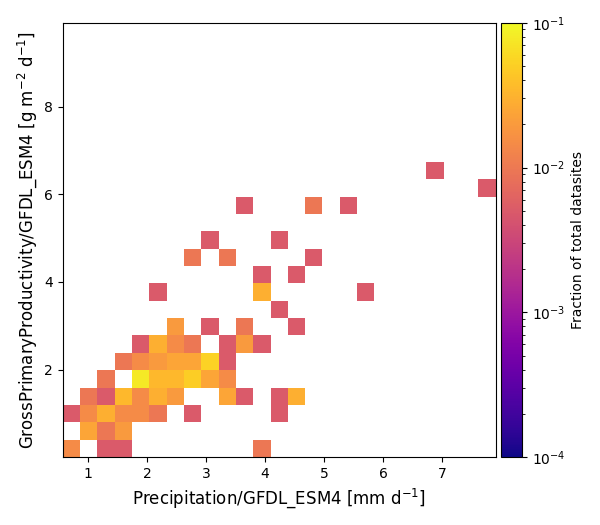 GrossPrimaryProductivity/GFDL_ESM4 [g m⁻² d⁻¹]
8
6
4
2
1 2 3 4 5 6 7
Precipitation/GFDL_ESM4 [mm d⁻¹]
10⁻¹
10⁻²
10⁻³
10⁻⁴
Fraction of total datasites